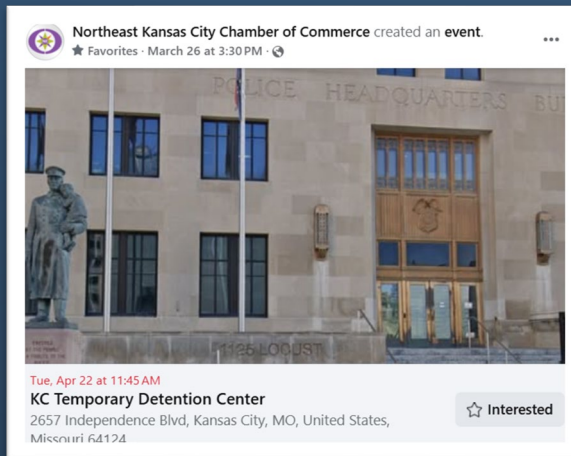 Northeast Kansas City Chamber of Commerce created an event.
Favorites · March 26 at 3:30 PM ·
POLICE HEADQUARTERS BU
1125 LOCUST
Tue, Apr 22 at 11:45 AM
KC Temporary Detention Center
Interested
2657 Independence Blvd, Kansas City, MO, United States,
Missouri 64124